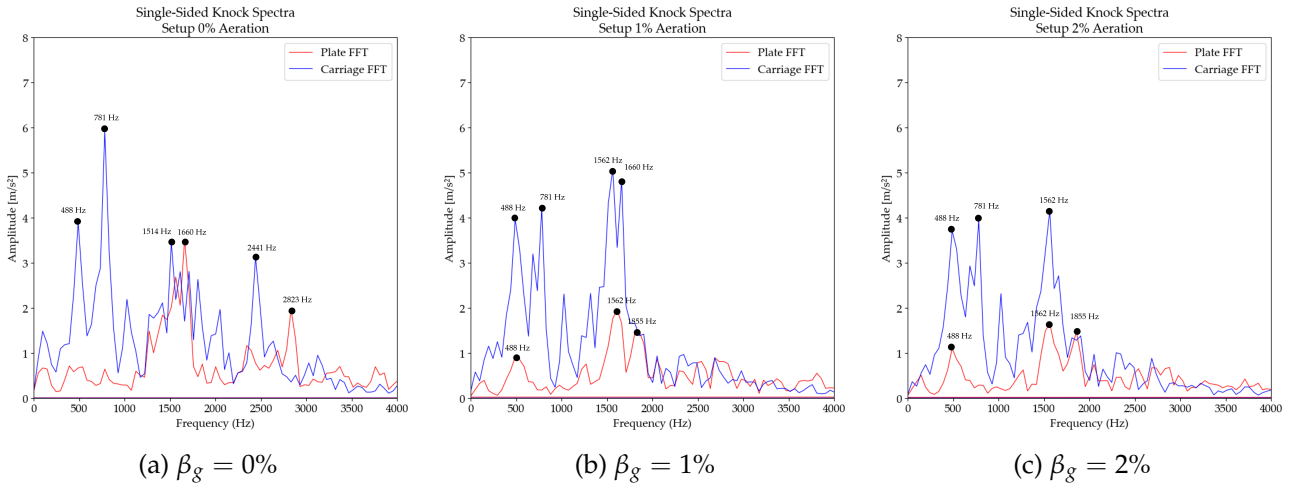 Single-Sided Knock Spectra
Setup 0% Aeration
Plate FFT
Carriage FFT
Amplitude [m/s²]
8
7
6
5
4
3
2
1
0
781 Hz
488 Hz
1514 Hz
1660 Hz
2441 Hz
2823 Hz
0 500 1000 1500 2000 2500 3000 3500 4000
Frequency (Hz)
(a) βg = 0%
Single-Sided Knock Spectra
Setup 1% Aeration
Plate FFT
Carriage FFT
Amplitude [m/s²]
8
7
6
5
4
3
2
1
0
1562 Hz
1660 Hz
488 Hz
781 Hz
1562 Hz
1855 Hz
488 Hz
0 500 1000 1500 2000 2500 3000 3500 4000
Frequency (Hz)
(b) βg = 1%
Single-Sided Knock Spectra
Setup 2% Aeration
Plate FFT
Carriage FFT
Amplitude [m/s²]
8
7
6
5
4
3
2
1
0
1562 Hz
488 Hz
781 Hz
1562 Hz
1855 Hz
488 Hz
0 500 1000 1500 2000 2500 3000 3500 4000
Frequency (Hz)
(c) βg = 2%